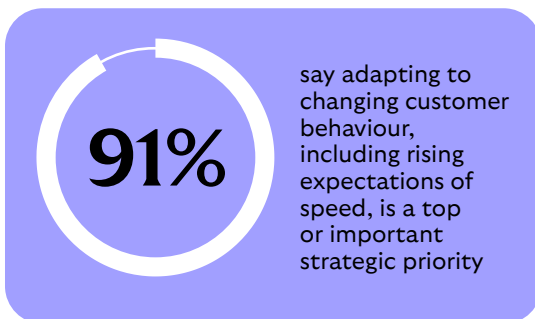 91%
say adapting to
changing customer
behaviour,
including rising
expectations of
speed, is a top
or important
strategic priority